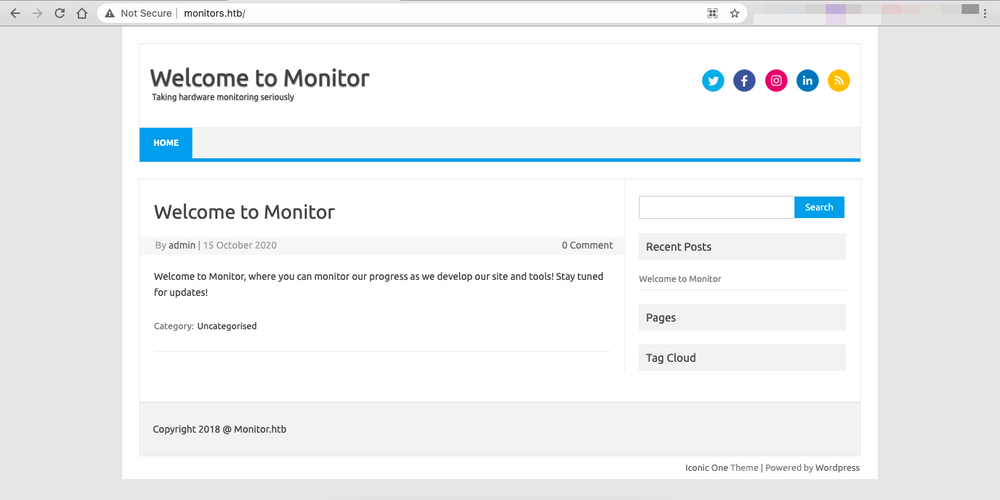 Not Secure | monitors.htb/
Welcome to Monitor
Taking hardware monitoring seriously
HOME
Welcome to Monitor
By admin | 15 October 2020
0 Comment
Welcome to Monitor, where you can monitor our progress as we develop our site and tools! Stay tuned
for updates!
Category: Uncategorised
Search
Recent Posts
Welcome to Monitor
Pages
Tag Cloud
Copyright 2018 @ Monitor.htb
Iconic One Theme | Powered by Wordpress